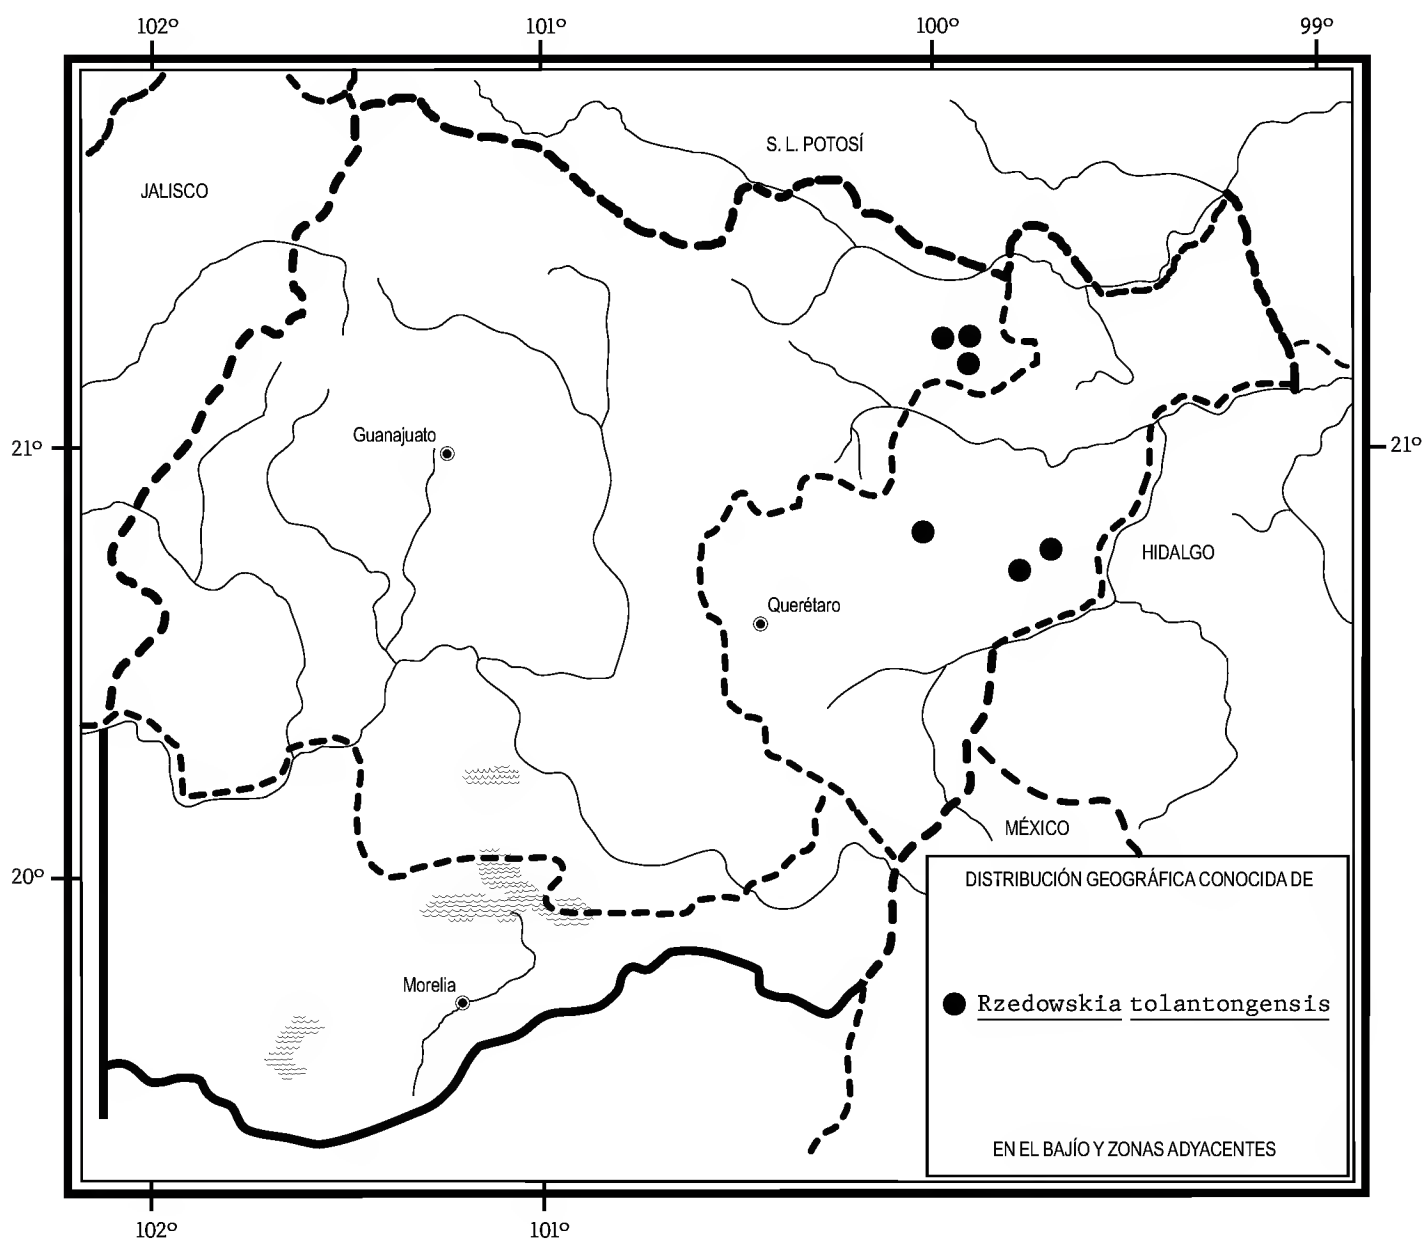 102º 101º 100º 99º
S. L. POTOSÍ
JALISCO
Guanajuato
21º 21º
HIDALGO
Querétaro
MÉXICO
20º
DISTRIBUCIÓN GEOGRÁFICA CONOCIDA DE
Morelia
Rzedowskia tolantongensis
EN EL BAJÍO Y ZONAS ADYACENTES
102º 101º